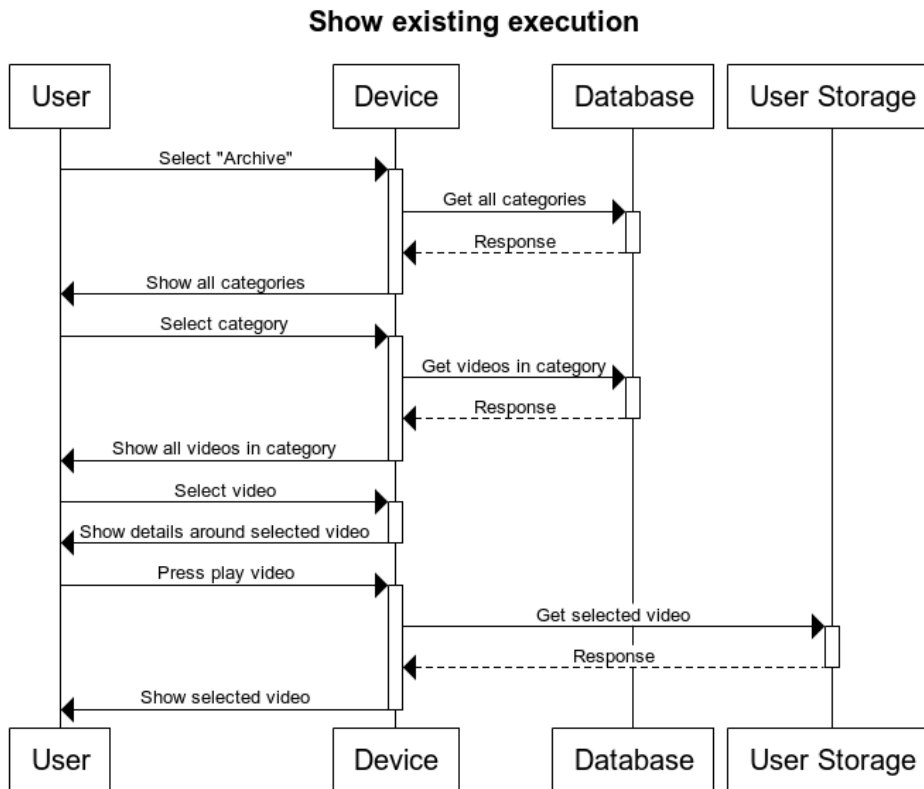 Show existing execution
User
Device
Database
User Storage
Select "Archive"
Get all categories
Response
Show all categories
Select category
Get videos in category
Response
Show all videos in category
Select video
Show details around selected video
Press play video
Get selected video
Response
Show selected video
User
Device
Database
User Storage